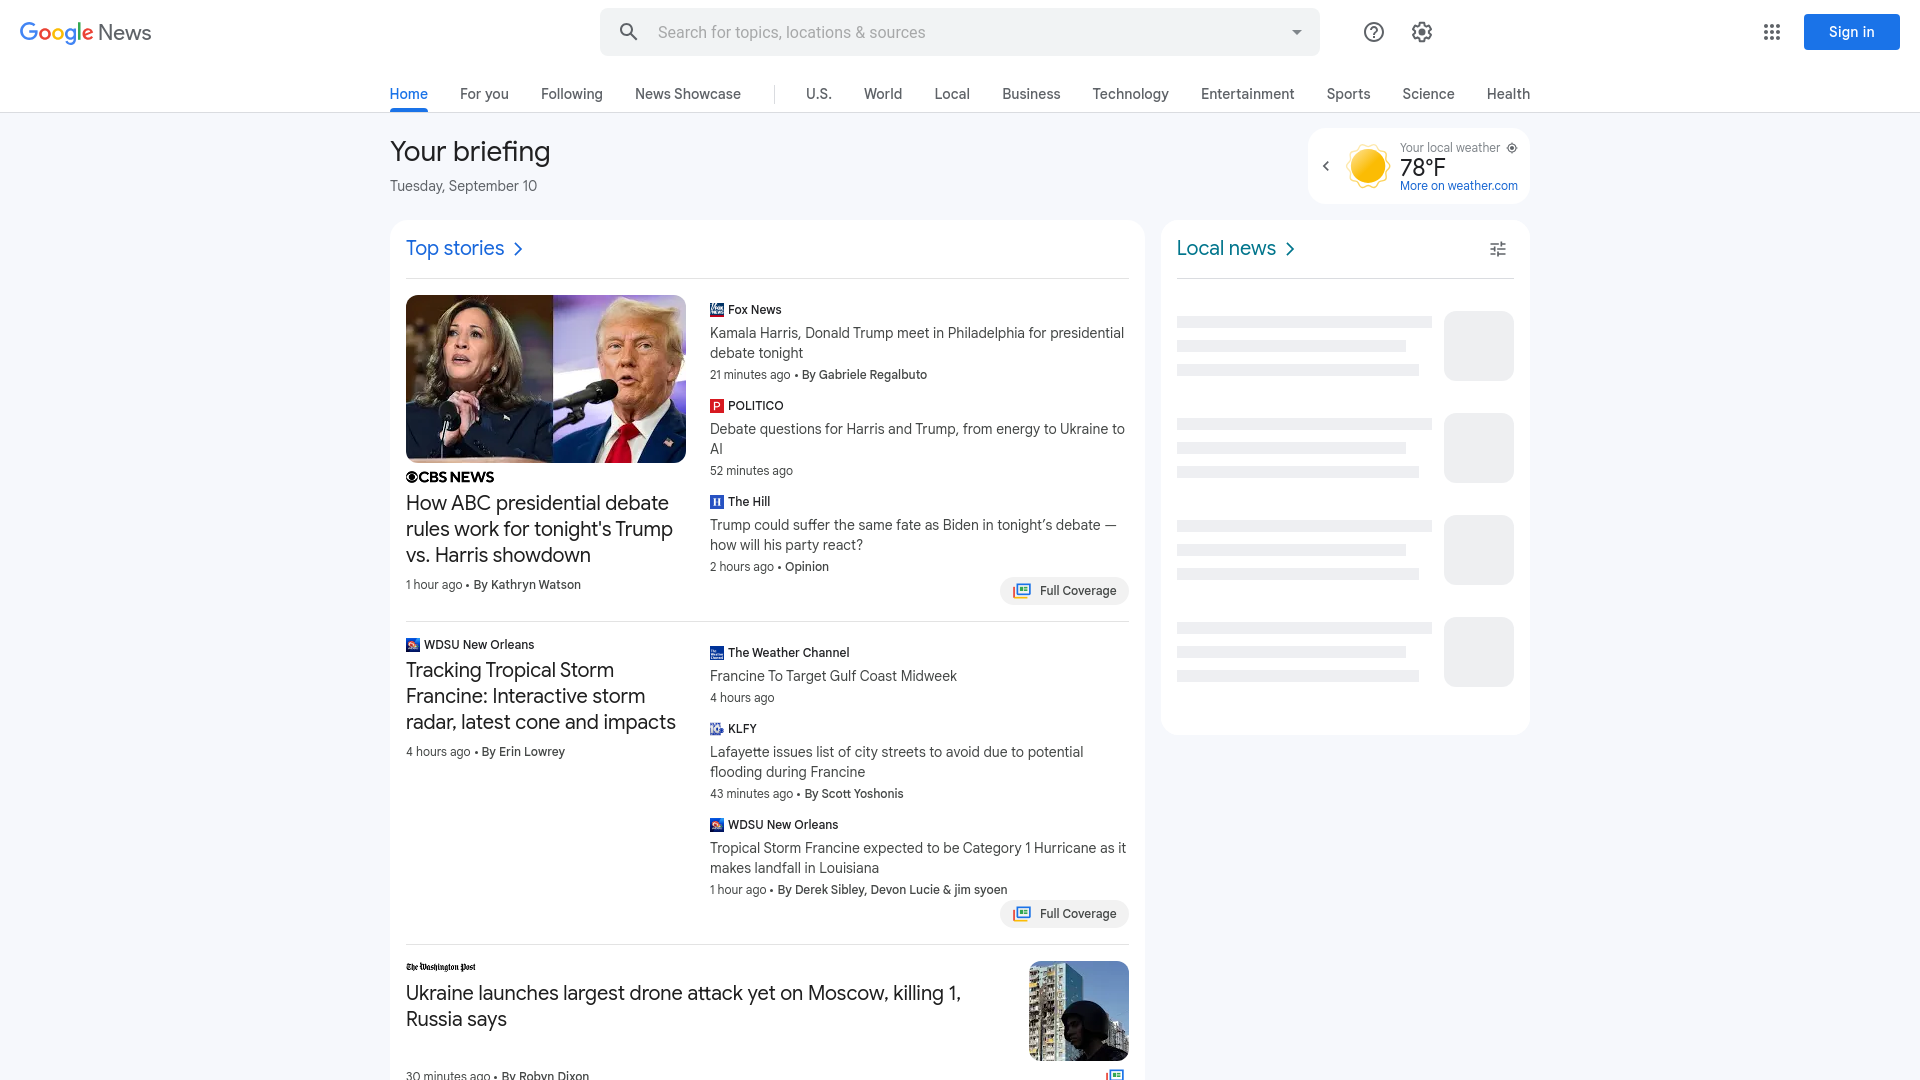 Google News
Search for topics, locations & sources
Sign in
Home
For you
Following
News Showcase
U.S.
World
Local
Business
Technology
Entertainment
Sports
Science
Health
Your briefing
Tuesday, September 10
Your local weather
78°F
More on weather.com
Top stories
CBS NEWS
How ABC presidential debate
rules work for tonight's Trump
vs. Harris showdown
1 hour ago • By Kathryn Watson
Fox News
Kamala Harris, Donald Trump meet in Philadelphia for presidential
debate tonight
21 minutes ago • By Gabriele Regalbuto
POLITICO
Debate questions for Harris and Trump, from energy to Ukraine to
AI
52 minutes ago
The Hill
Trump could suffer the same fate as Biden in tonight’s debate —
how will his party react?
2 hours ago • Opinion
Full Coverage
WDSU New Orleans
Tracking Tropical Storm
Francine: Interactive storm
radar, latest cone and impacts
4 hours ago • By Erin Lowrey
The Weather Channel
Francine To Target Gulf Coast Midweek
4 hours ago
KLFY
Lafayette issues list of city streets to avoid due to potential
flooding during Francine
43 minutes ago • By Scott Yoshonis
WDSU New Orleans
Tropical Storm Francine expected to be Category 1 Hurricane as it
makes landfall in Louisiana
1 hour ago • By Derek Sibley, Devon Lucie & jim syoen
Full Coverage
The Washington Post
Ukraine launches largest drone attack yet on Moscow, killing 1,
Russia says
30 minutes ago • By Robyn Dixon
Local news